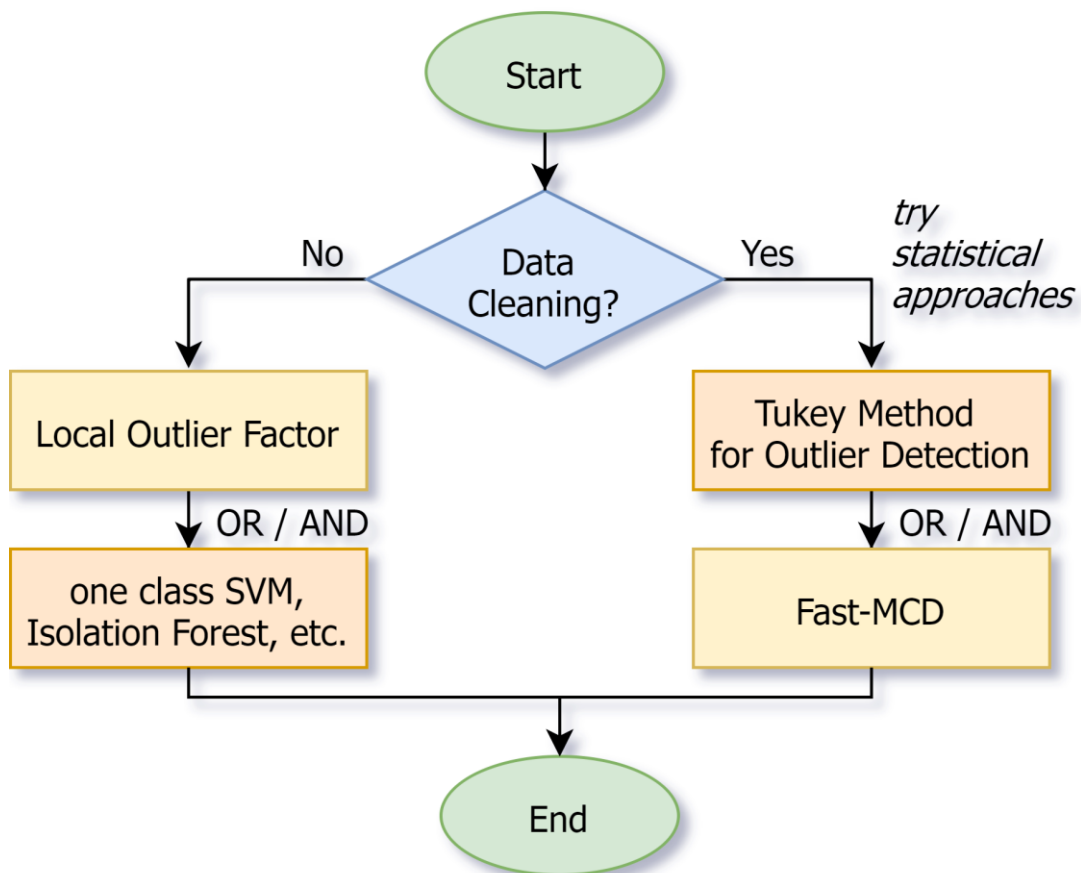 Start
Data
Cleaning?
No
Yes
try
statistical
approaches
Local Outlier Factor
OR / AND
one class SVM,
Isolation Forest, etc.
Tukey Method
for Outlier Detection
OR / AND
Fast-MCD
End